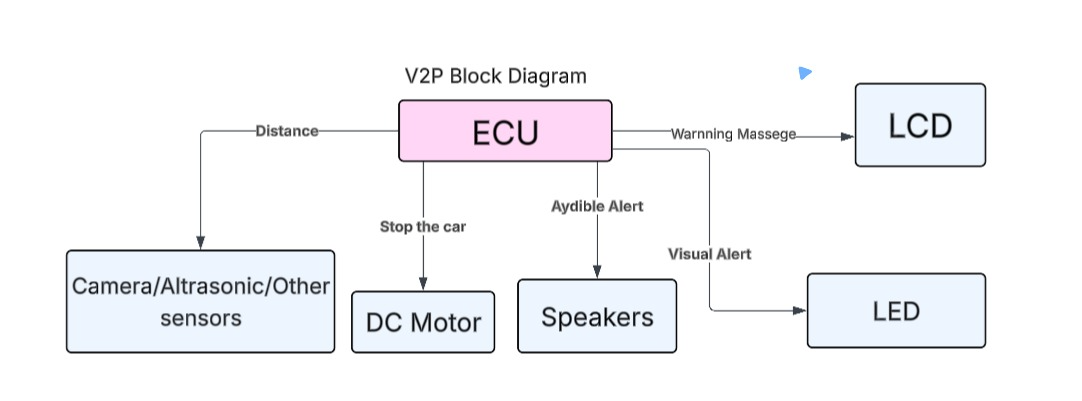 V2P Block Diagram
ECU
LCD
Distance
Warnning Massege
Stop the car
Aydible Alert
Visual Alert
Camera/Altrasonic/Other
sensors
DC Motor
Speakers
LED